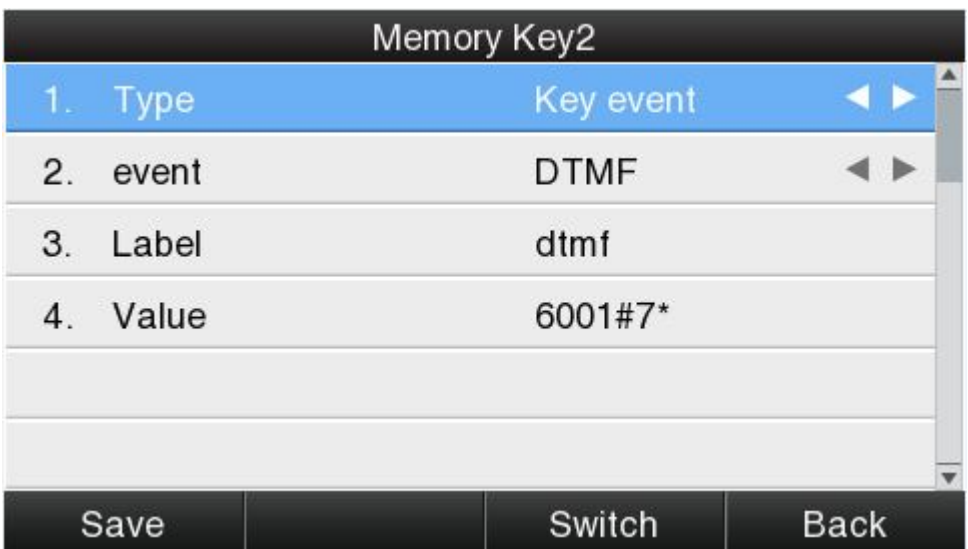 Memory Key2
1. Type Key event
2. event DTMF
3. Label dtmf
4. Value 6001#7*
Save Switch Back